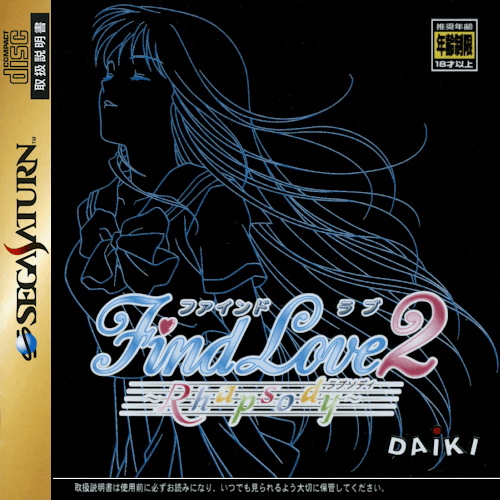 COMPACT
disc
取扱説明書
SEGA SATURN™
推奨年齢
年齢制限
18才以上
ファインド ラブ
Find Love 2
ラプソディ
~Rhapsody~
DAIKI
取扱説明書は使用前に必ずお読みになり、いつでも見られるよう大切に保管してください。